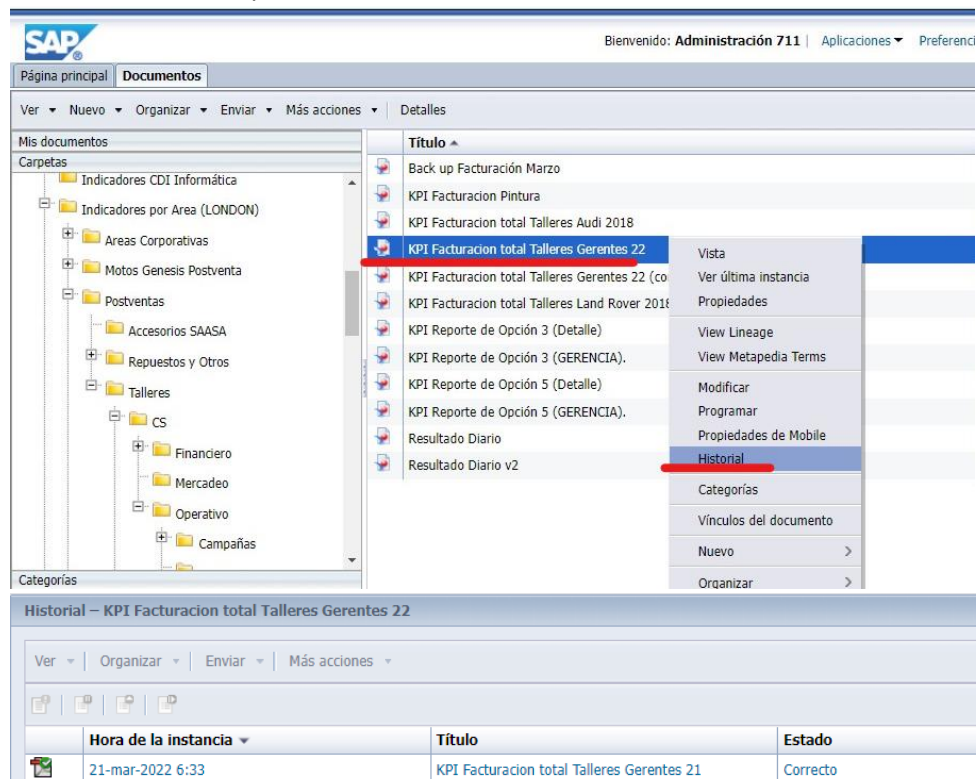 SAP
Bienvenido: Administración 711 | Aplicaciones Preferenci
Página principal Documentos
Ver Nuevo Organizar Enviar Más acciones Detalles
Mis documentos
Carpetas
Indicadores CDI Informática
Indicadores por Area (LONDON)
Areas Corporativas
Motos Genesis Postventa
Postventas
Accesorios SAASA
Repuestos y Otros
Talleres
CS
Financiero
Mercadeo
Operativo
Campañas
Categorías
Título
Back up Facturación Marzo
KPI Facturacion Pintura
KPI Facturacion total Talleres Audi 2018
KPI Facturacion total Talleres Gerentes 22
KPI Facturacion total Talleres Gerentes 22 (co
KPI Facturacion total Talleres Land Rover 2018
KPI Reporte de Opción 3 (Detalle)
KPI Reporte de Opción 3 (GERENCIA).
KPI Reporte de Opción 5 (Detalle)
KPI Reporte de Opción 5 (GERENCIA).
Resultado Diario
Resultado Diario v2
Vista
Ver última instancia
Propiedades
View Lineage
View Metapedia Terms
Modificar
Programar
Propiedades de Mobile
Historial
Categorías
Vínculos del documento
Nuevo
Organizar
Historial – KPI Facturacion total Talleres Gerentes 22
Ver Organizar Enviar Más acciones
Hora de la instancia Título Estado
21-mar-2022 6:33 KPI Facturacion total Talleres Gerentes 21 Correcto